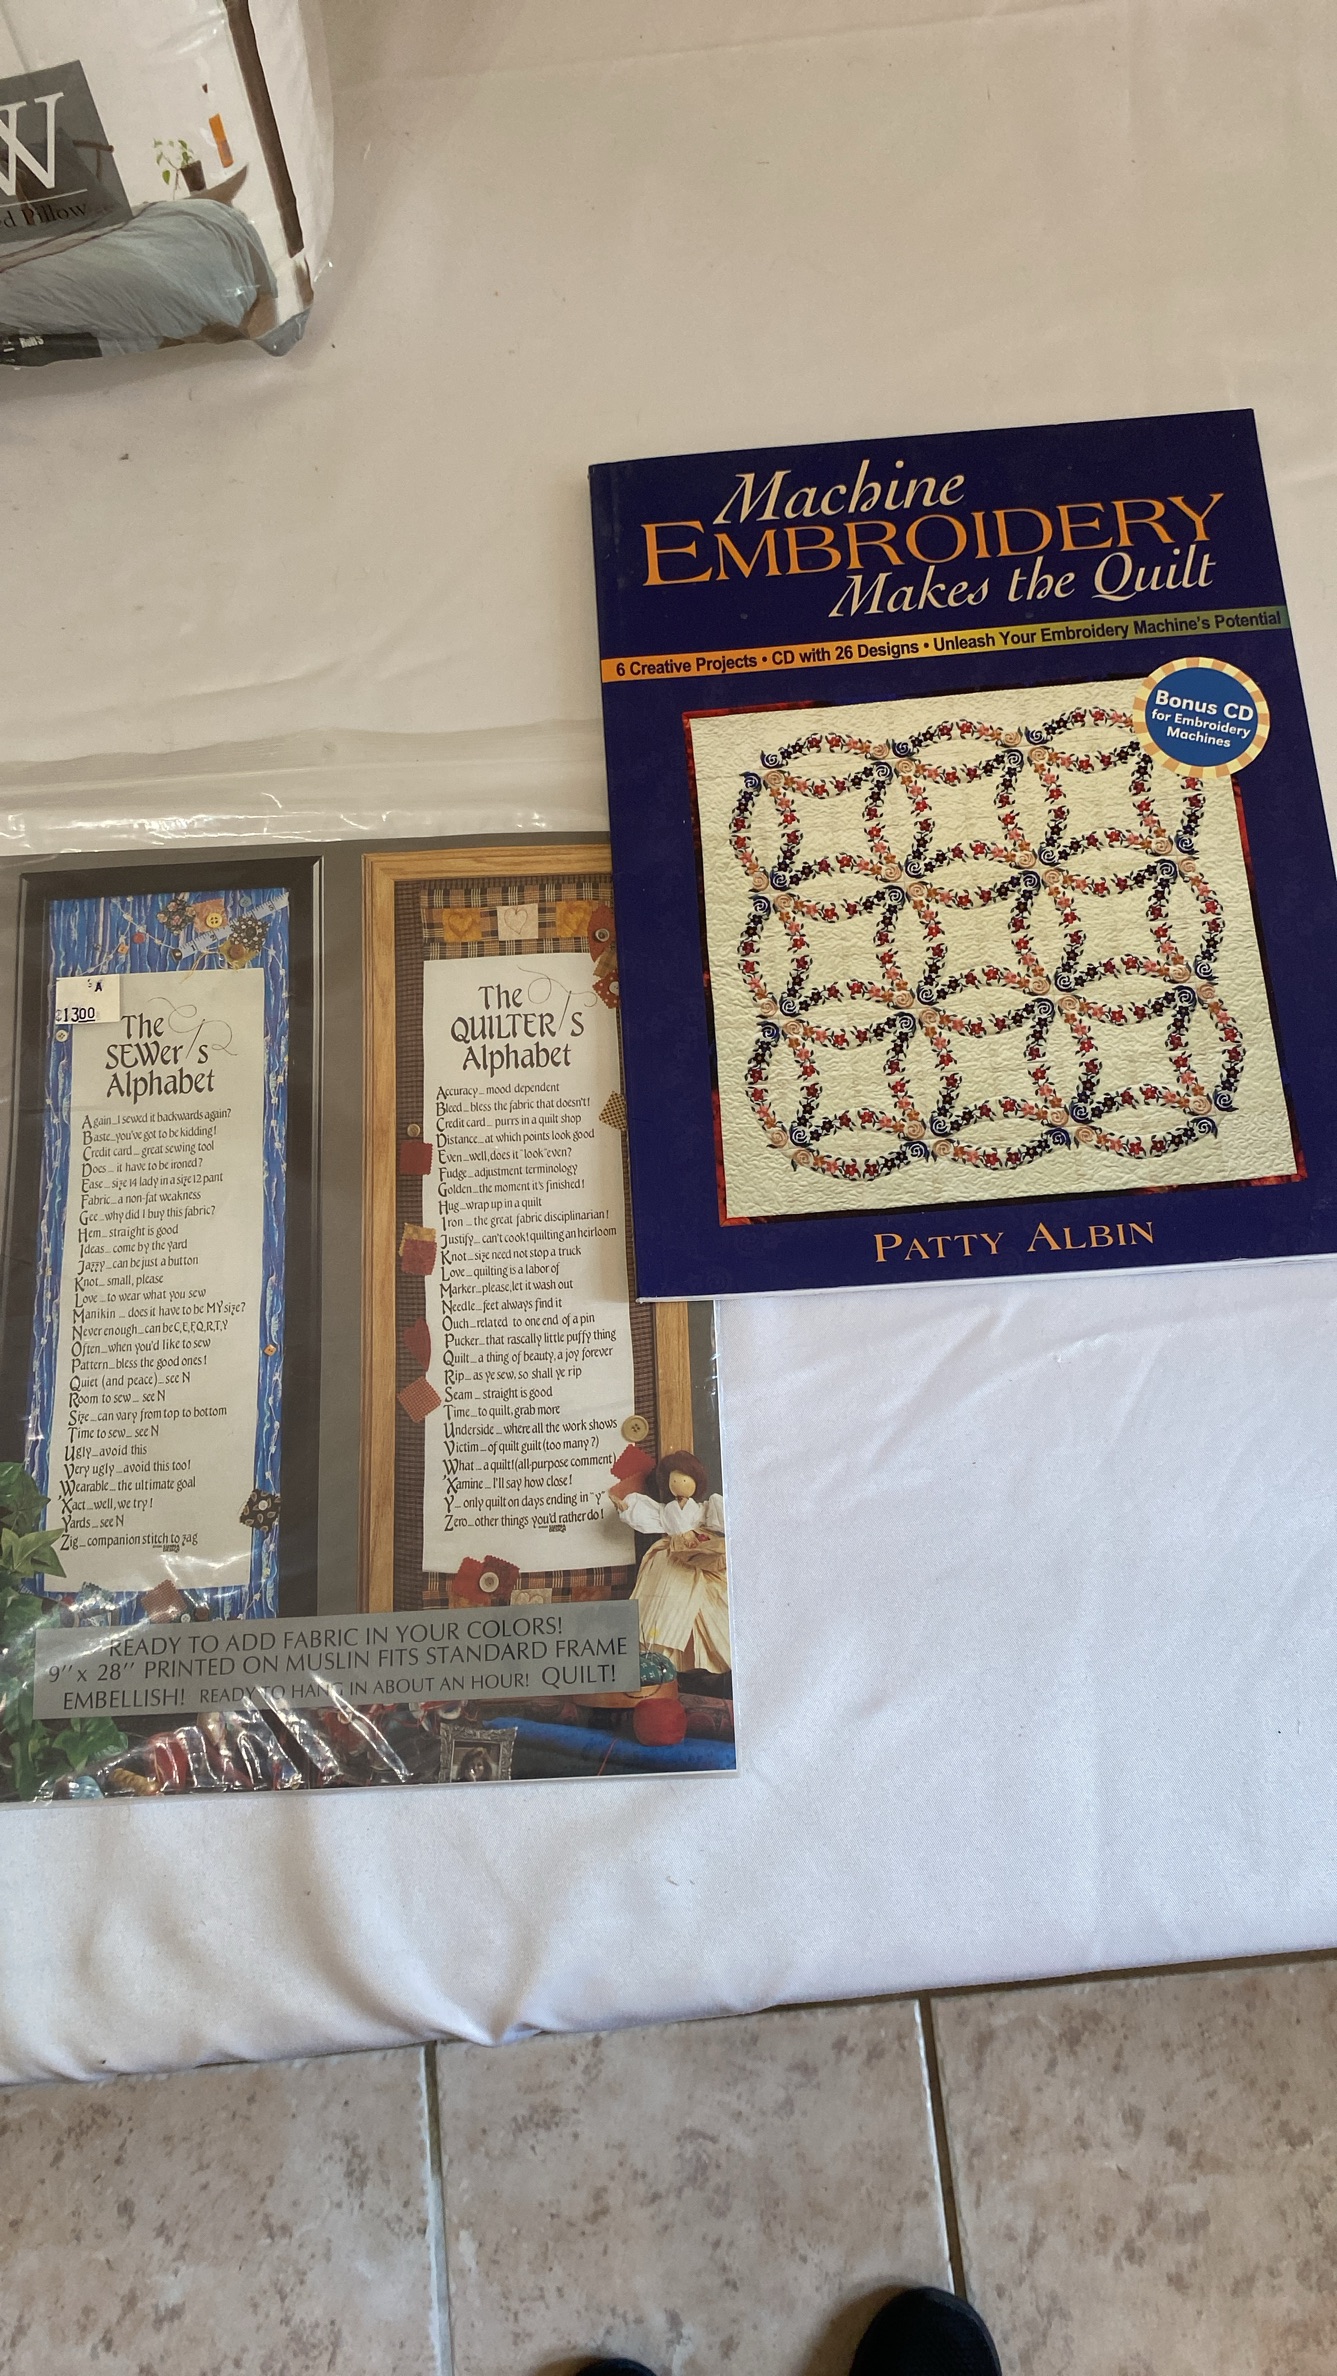 W
d Pillow
Machine
EMBROIDERY
Makes the Quilt
6 Creative Projects • CD with 26 Designs • Unleash Your Embroidery Machine's Potential
Bonus CD
for Embroidery
Machines
PATTY ALBIN
A
1300
The
SEWer's
Alphabet
Again...I sewed it backwards again?
Baste...you've got to be kidding!
Credit card... great sewing tool
Does... it have to be ironed?
Ease... size 14 lady in a size 12 pant
Fabric... a non-fat weakness
Gee...why did I buy this fabric?
Hem...straight is good
Ideas... come by the yard
Jazzy...can be just a button
Knot... small, please
Love...to wear what you sew
Manikin ... does it have to be MY size?
Never enough...can be C,E,F,Q,R,T,Y
Often...when you'd like to sew
Pattern...bless the good ones!
Quiet (and peace)...see N
Room to sew... see N
Size...can vary from top to bottom
Time to sew... see N
Ugly...avoid this
Very ugly...avoid this too!
Wearable...the ultimate goal
'Xact...well, we try!
Yards...see N
Zig...companion stitch to zag
The
QUILTER'S
Alphabet
Accuracy... mood dependent
Bleed...bless the fabric that doesn't!
Credit card... purrs in a quilt shop
Distance...at which points look good
Even...well, does it "look" even?
Fudge...adjustment terminology
Golden...the moment it's finished!
Hug...wrap up in a quilt
Iron ... the great fabric disciplinarian!
Justify... can't cook! quilting an heirloom
Knot...size need not stop a truck
Love...quilting is a labor of
Marker...please, let it wash out
Needle...feet always find it
Ouch...related to one end of a pin
Pucker...that rascally little puffy thing
Quilt...a thing of beauty, a joy forever
Rip...as ye sew, so shall ye rip
Seam... straight is good
Time...to quilt, grab more
Underside...where all the work shows
Victim...of quilt guilt (too many?)
What...a quilt! (all-purpose comment)
'Xamine...I'll say how close!
Y...only quilt on days ending in "y"
Zero...other things you'd rather do!
READY TO ADD FABRIC IN YOUR COLORS!
9" x 28" PRINTED ON MUSLIN FITS STANDARD FRAME
EMBELLISH! READY TO HANG IN ABOUT AN HOUR! QUILT!